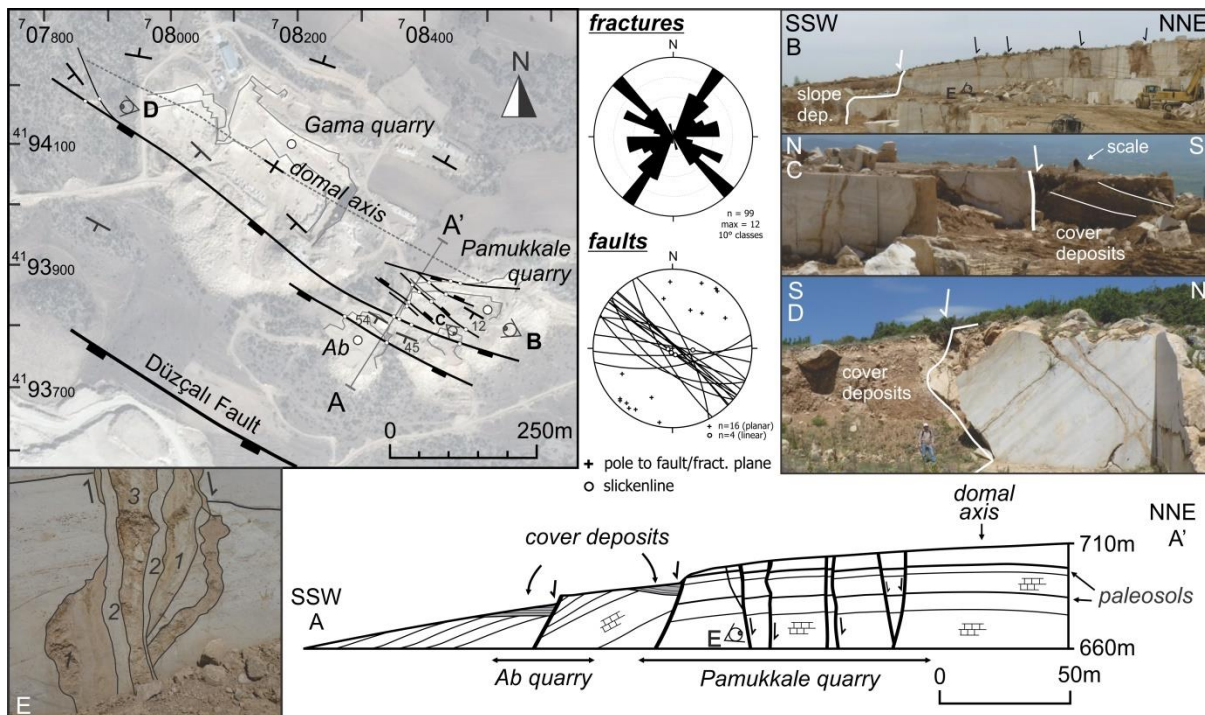 ⁷07800
⁷08000
⁷08200
⁷08400
⁴¹94100
⁴¹93900
⁴¹93700
D
N
Gama quarry
domal axis
A'
Pamukkale quarry
C
12
B
54
45
Ab
A
Düzçalı Fault
0
250m
fractures
N
n = 99
max = 12
10° classes
faults
N
n=16 (planar)
n=4 (linear)
pole to fault/fract. plane
slickenline
SSW
NNE
B
E
slope
dep.
N
S
C
scale
cover
deposits
S
N
D
cover
deposits
1
3
2
1
2
1
E
domal
axis
NNE
A'
cover deposits
710m
SSW
A
paleosols
E
660m
Ab quarry
Pamukkale quarry
0
50m